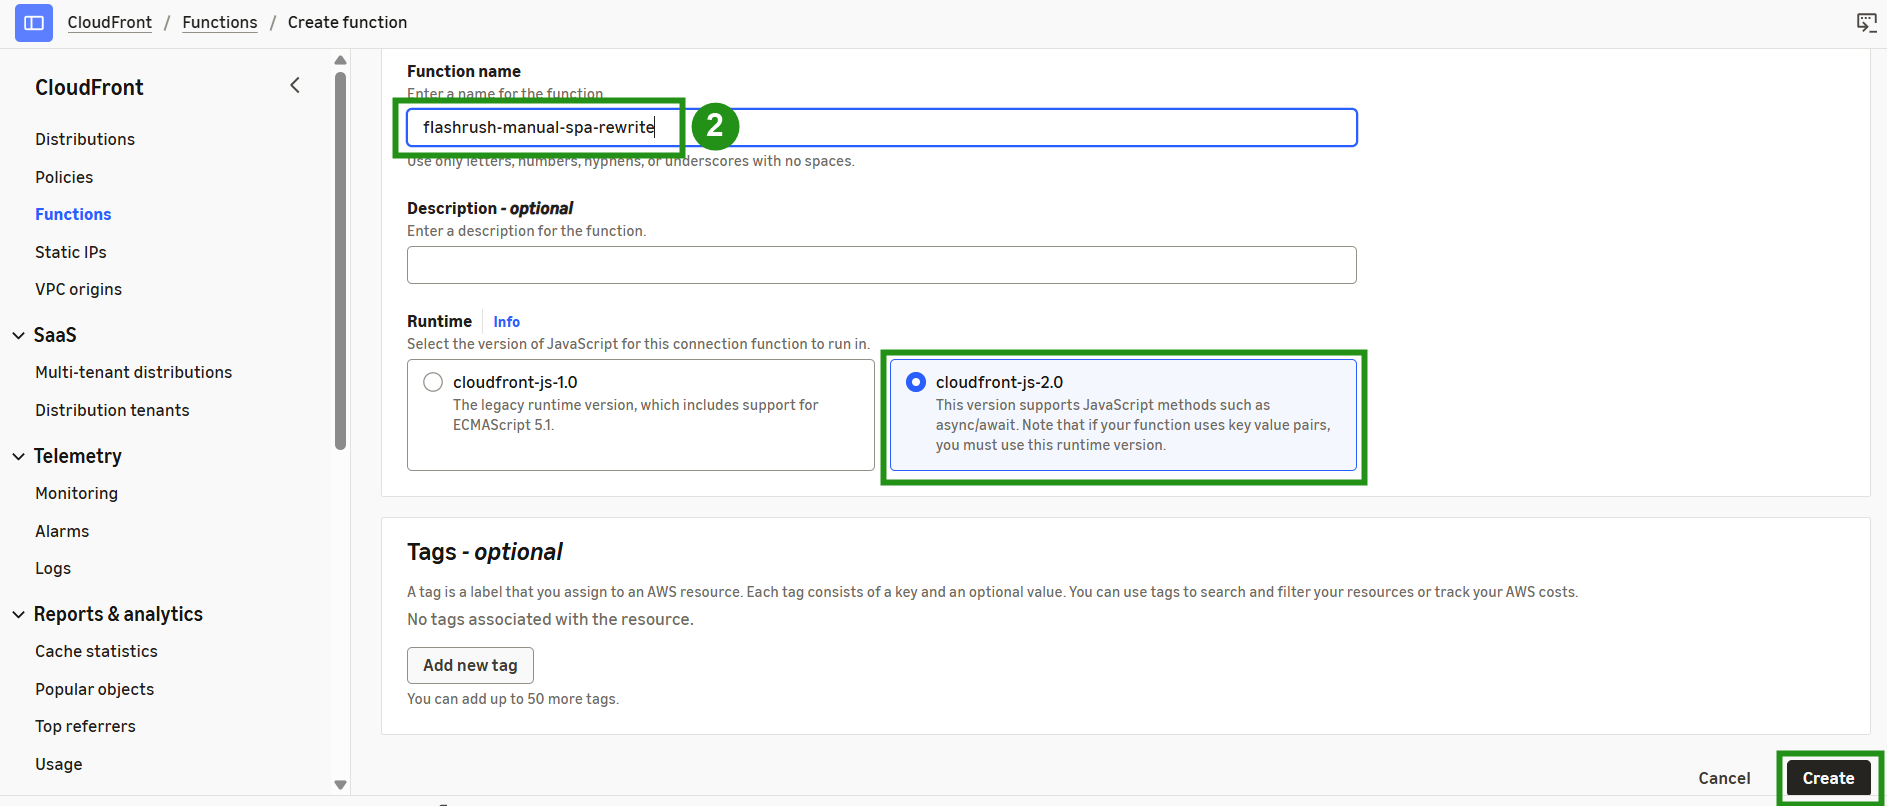 CloudFront / Functions / Create function
CloudFront
Distributions
Policies
Functions
Static IPs
VPC origins
SaaS
Multi-tenant distributions
Distribution tenants
Telemetry
Monitoring
Alarms
Logs
Reports & analytics
Cache statistics
Popular objects
Top referrers
Usage
Function name
Enter a name for the function.
flashrush-manual-spa-rewrite
2
Use only letters, numbers, hyphens, or underscores with no spaces.
Description - optional
Enter a description for the function.
Runtime
Info
Select the version of JavaScript for this connection function to run in.
cloudfront-js-1.0
The legacy runtime version, which includes support for
ECMAScript 5.1.
cloudfront-js-2.0
This version supports JavaScript methods such as
async/await. Note that if your function uses key value pairs,
you must use this runtime version.
Tags - optional
A tag is a label that you assign to an AWS resource. Each tag consists of a key and an optional value. You can use tags to search and filter your resources or track your AWS costs.
No tags associated with the resource.
Add new tag
You can add up to 50 more tags.
Cancel
Create